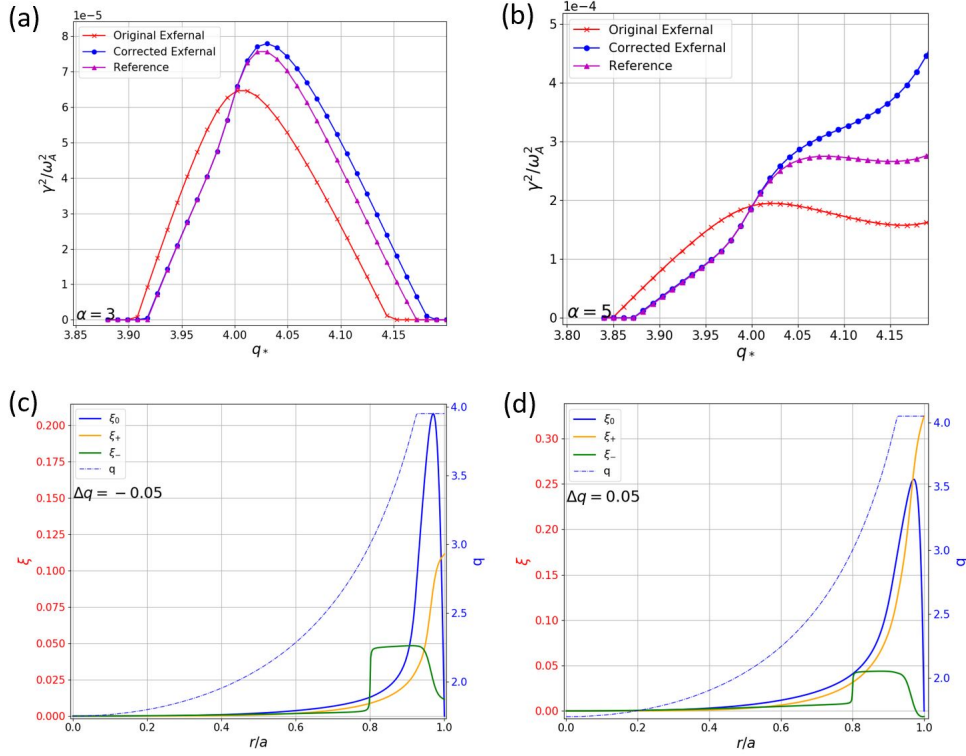 (a)
1e−5
γ²/ω_A²
8
7
6
5
4
3
2
1
0
Original Exfernal
Corrected Exfernal
Reference
α = 3
3.85 3.90 3.95 4.00 4.05 4.10 4.15 4.20
q*
(b)
1e−4
γ²/ω_A²
5
4
3
2
1
0
Original Exfernal
Corrected Exfernal
Reference
α = 5
3.80 3.85 3.90 3.95 4.00 4.05 4.10 4.15
q*
(c)
ξ
0.200
0.175
0.150
0.125
0.100
0.075
0.050
0.025
0.000
ξ₀
ξ₊
ξ₋
q
Δq = −0.05
4.0
3.5
3.0
2.5
2.0
q
0.0 0.2 0.4 0.6 0.8 1.0
r/a
(d)
ξ
0.30
0.25
0.20
0.15
0.10
0.05
0.00
ξ₀
ξ₊
ξ₋
q
Δq = 0.05
4.0
3.5
3.0
2.5
2.0
q
0.0 0.2 0.4 0.6 0.8 1.0
r/a